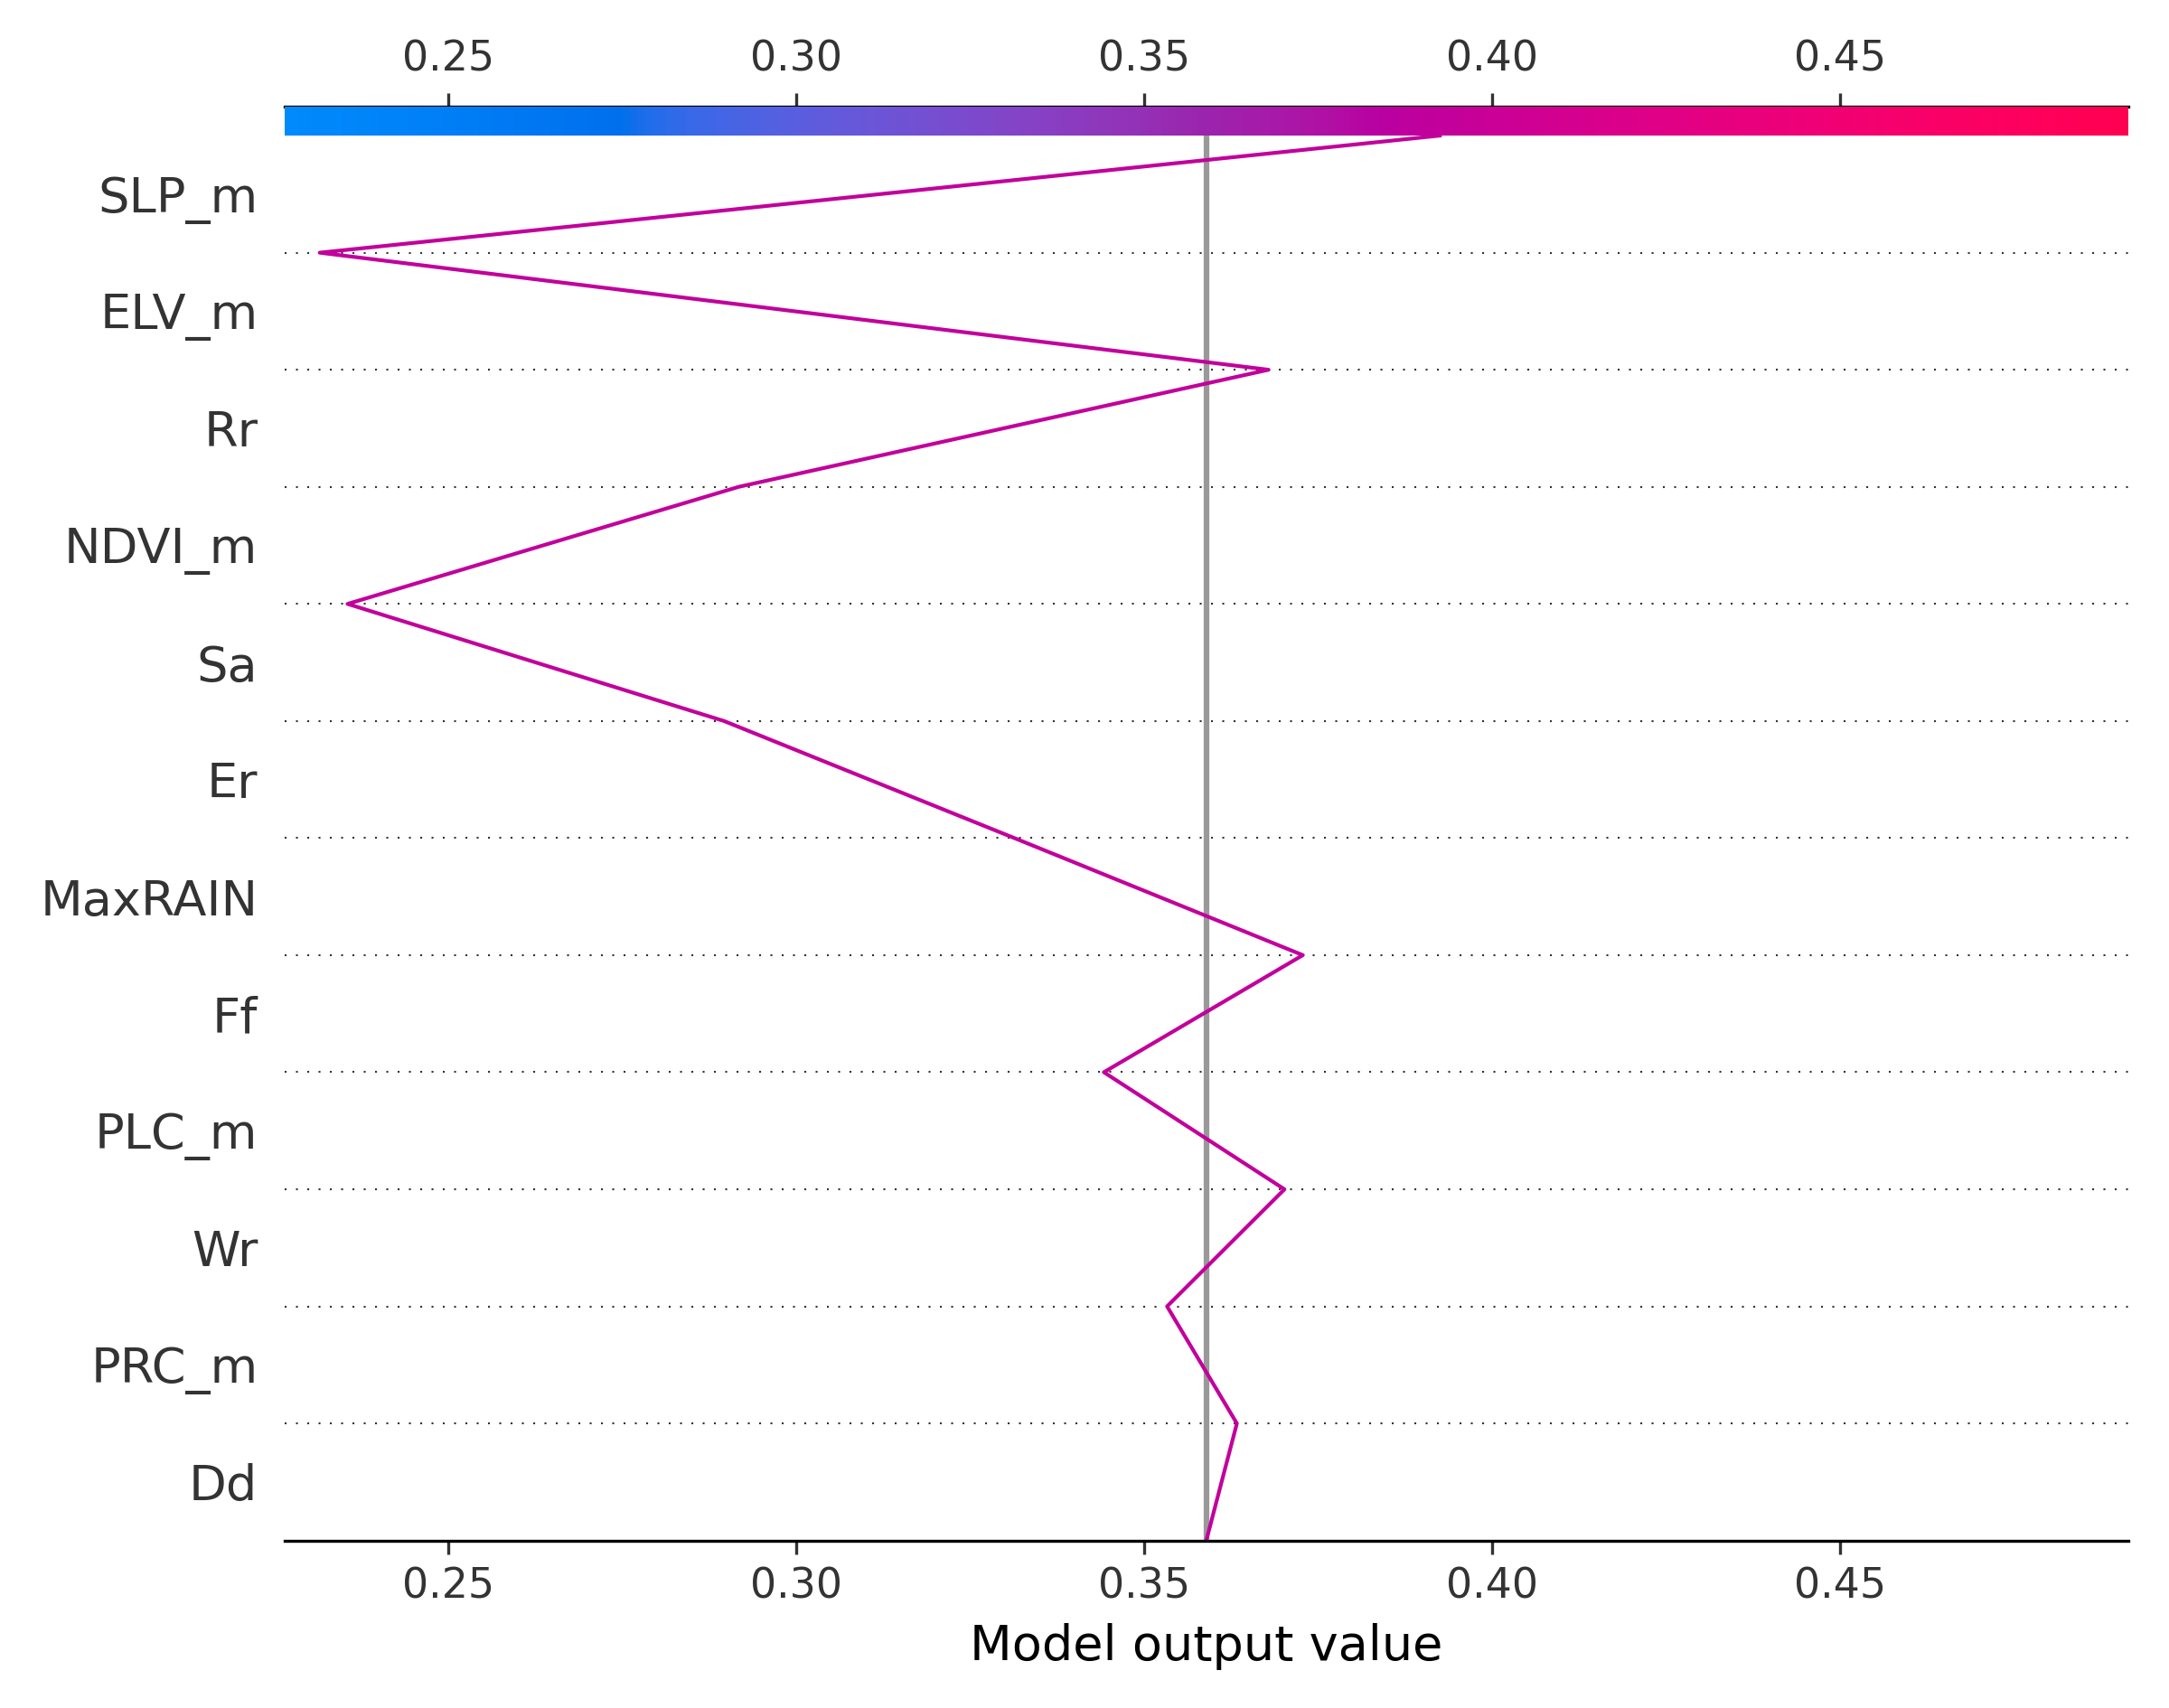 0.25 0.30 0.35 0.40 0.45
SLP_m
ELV_m
Rr
NDVI_m
Sa
Er
MaxRAIN
Ff
PLC_m
Wr
PRC_m
Dd
0.25 0.30 0.35 0.40 0.45
Model output value